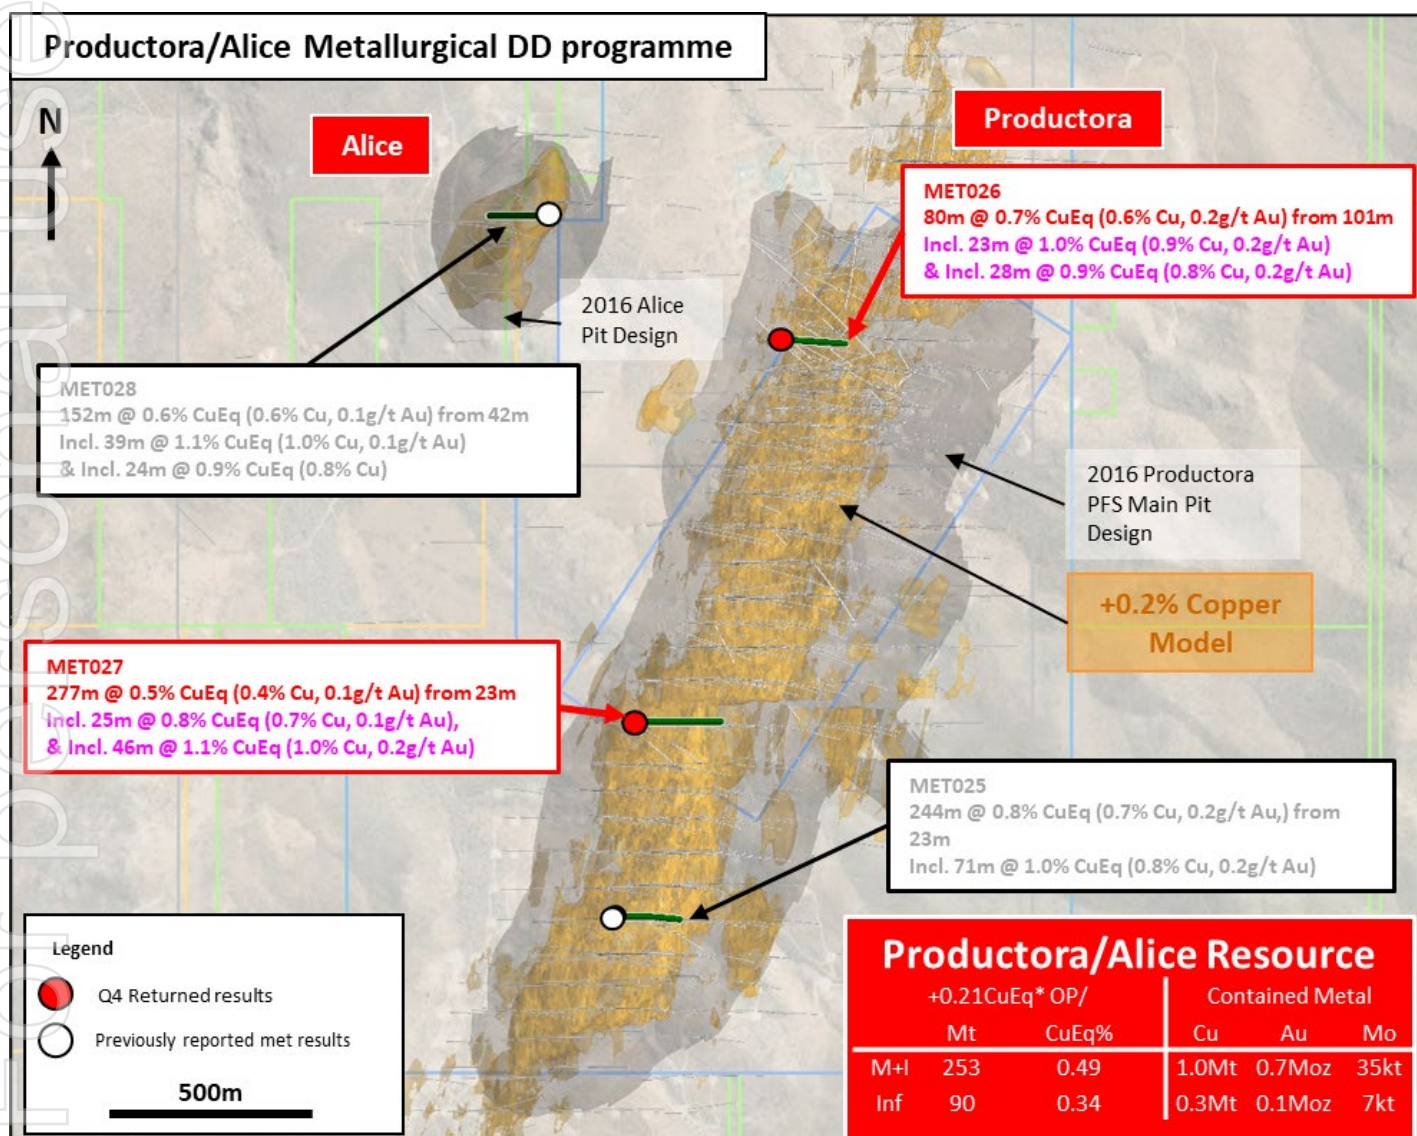 For personal use
Productora/Alice Metallurgical DD programme
N
Alice
Productora
MET026
80m @ 0.7% CuEq (0.6% Cu, 0.2g/t Au) from 101m
Incl. 23m @ 1.0% CuEq (0.9% Cu, 0.2g/t Au)
& Incl. 28m @ 0.9% CuEq (0.8% Cu, 0.2g/t Au)
2016 Alice
Pit Design
MET028
152m @ 0.6% CuEq (0.6% Cu, 0.1g/t Au) from 42m
Incl. 39m @ 1.1% CuEq (1.0% Cu, 0.1g/t Au)
& Incl. 24m @ 0.9% CuEq (0.8% Cu)
2016 Productora
PFS Main Pit
Design
+0.2% Copper
Model
MET027
277m @ 0.5% CuEq (0.4% Cu, 0.1g/t Au) from 23m
Incl. 25m @ 0.8% CuEq (0.7% Cu, 0.1g/t Au),
& Incl. 46m @ 1.1% CuEq (1.0% Cu, 0.2g/t Au)
MET025
244m @ 0.8% CuEq (0.7% Cu, 0.2g/t Au,) from
23m
Incl. 71m @ 1.0% CuEq (0.8% Cu, 0.2g/t Au)
Legend
Q4 Returned results
Previously reported met results
500m
Productora/Alice Resource
+0.21CuEq* OP/ Contained Metal
Mt CuEq% Cu Au Mo
M+I 253 0.49 1.0Mt 0.7Moz 35kt
Inf 90 0.34 0.3Mt 0.1Moz 7kt